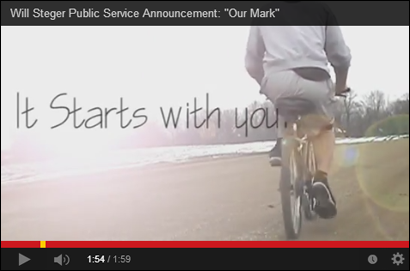 Will Steger Public Service Announcement: "Our Mark"
It Starts with you.
1:54 / 1:59